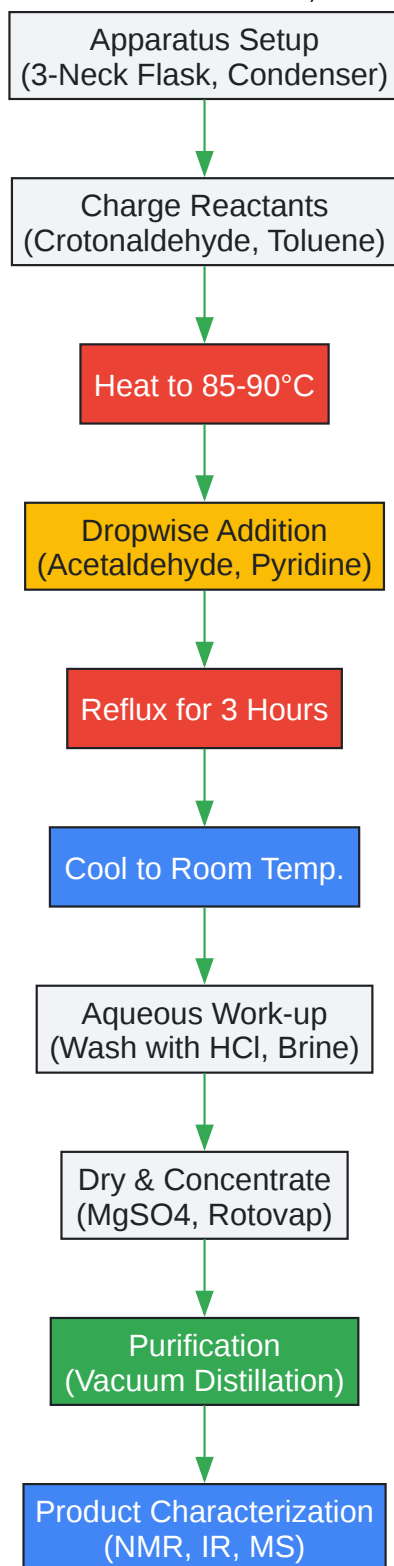 Apparatus Setup
(3-Neck Flask, Condenser)
Charge Reactants
(Crotonaldehyde, Toluene)
Heat to 85-90°C
Dropwise Addition
(Acetaldehyde, Pyridine)
Reflux for 3 Hours
Cool to Room Temp.
Aqueous Work-up
(Wash with HCl, Brine)
Dry & Concentrate
(MgSO4, Rotovap)
Purification
(Vacuum Distillation)
Product Characterization
(NMR, IR, MS)